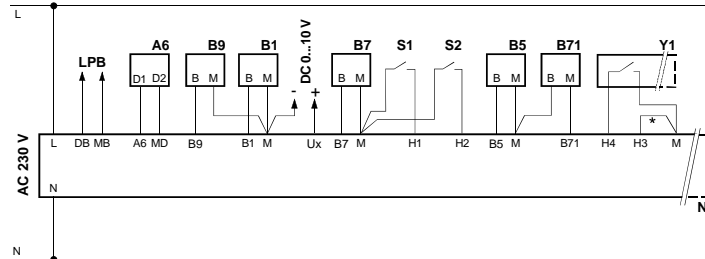 L
LPB
A6
B9
B1
DC 0...10 V
B7
S1
S2
B5
B71
Y1
D1 D2
B M
B M
- +
B M
B M
B M
AC 230 V
L DB MB A6 MD B9 B1 M Ux B7 M H1 H2 B5 M B71 H4 H3 * M
N
N
N